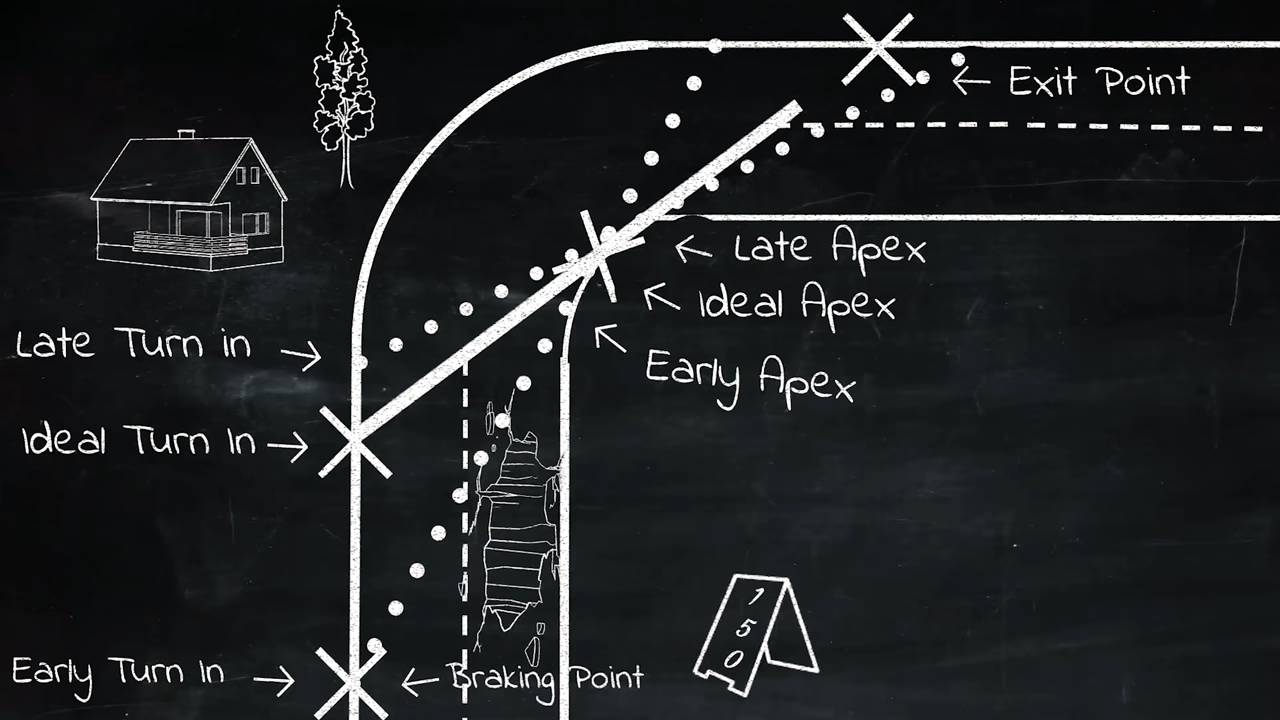 Exit Point
Late Apex
Ideal Apex
Late Turn in
Early Apex
Ideal Turn In
150
Early Turn In
Braking Point